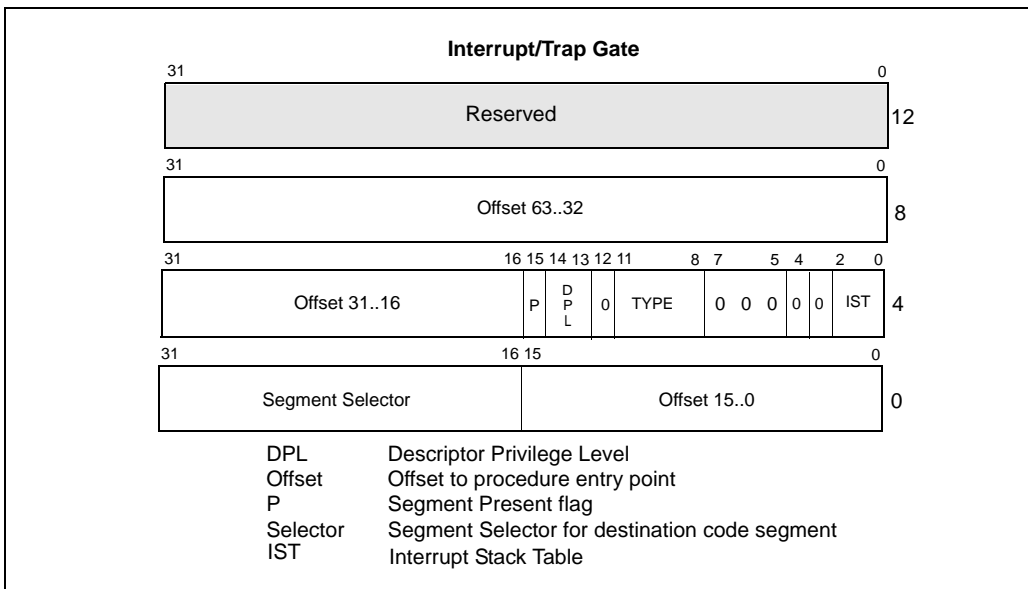 Interrupt/Trap Gate
31 0
Reserved 12
31 0
Offset 63..32 8
31 16 15 14 13 12 11 8 7 5 4 2 0
Offset 31..16 P DPL 0 TYPE 0 0 0 0 0 IST 4
31 16 15 0
Segment Selector Offset 15..0 0
DPL Descriptor Privilege Level
Offset Offset to procedure entry point
P Segment Present flag
Selector Segment Selector for destination code segment
IST Interrupt Stack Table